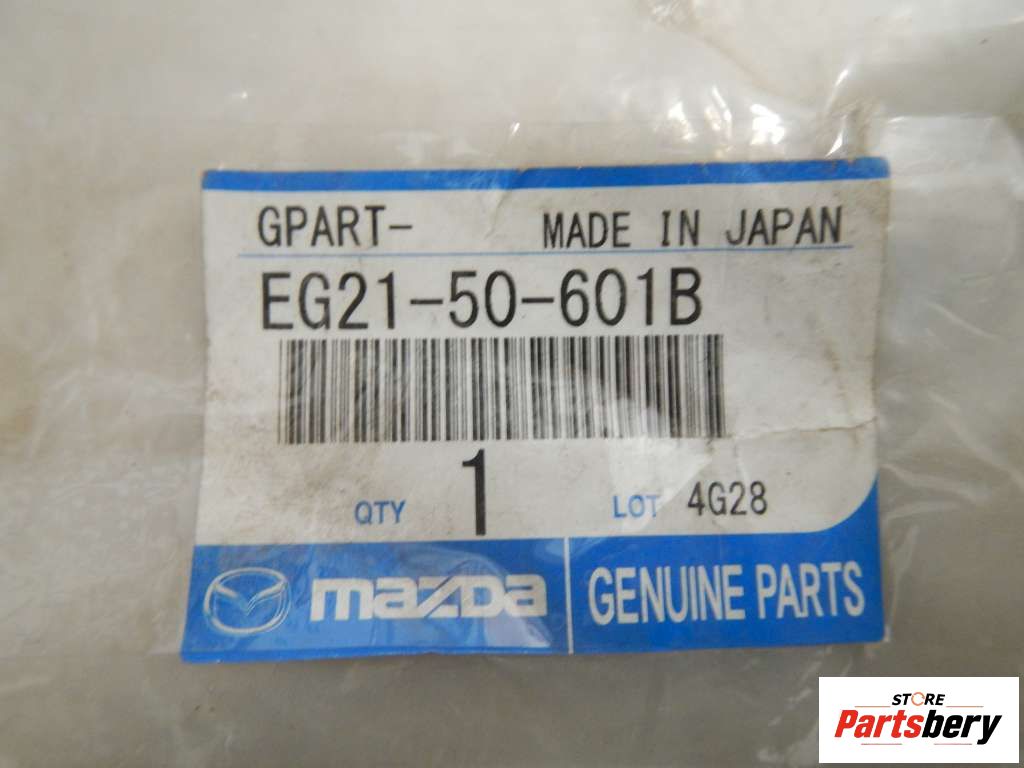 GPART- MADE IN JAPAN
EG21-50-601B
QTY 1 LOT 4G28
mazda GENUINE PARTS
STORE
Partsbery